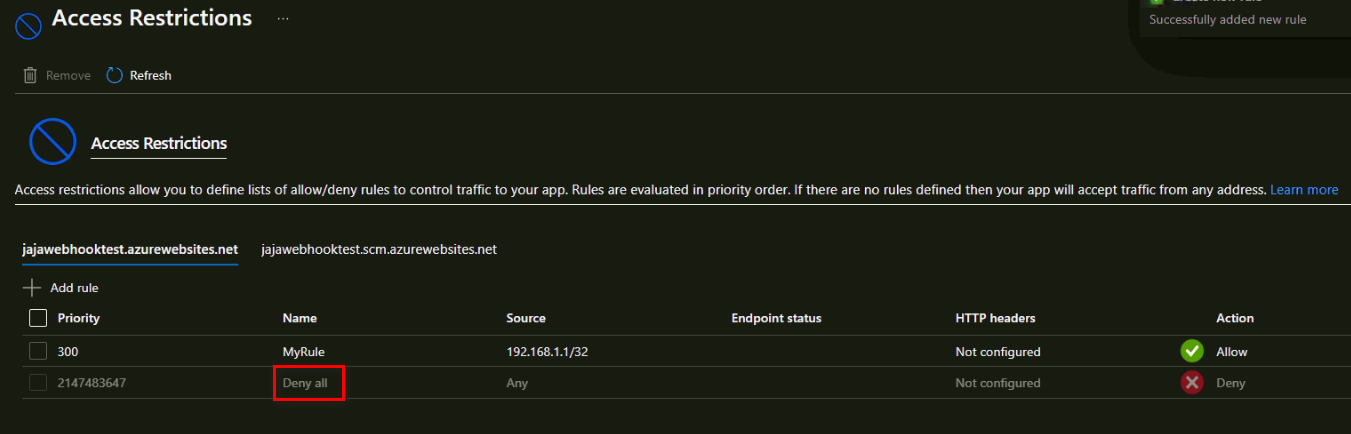 Access Restrictions ...
Create new rule
Successfully added new rule
Remove Refresh
Access Restrictions
Access restrictions allow you to define lists of allow/deny rules to control traffic to your app. Rules are evaluated in priority order. If there are no rules defined then your app will accept traffic from any address. Learn more
jajawebhooktest.azurewebsites.net jajawebhooktest.scm.azurewebsites.net
Add rule
Priority Name Source Endpoint status HTTP headers Action
300 MyRule 192.168.1.1/32 Not configured Allow
2147483647 Deny all Any Not configured Deny